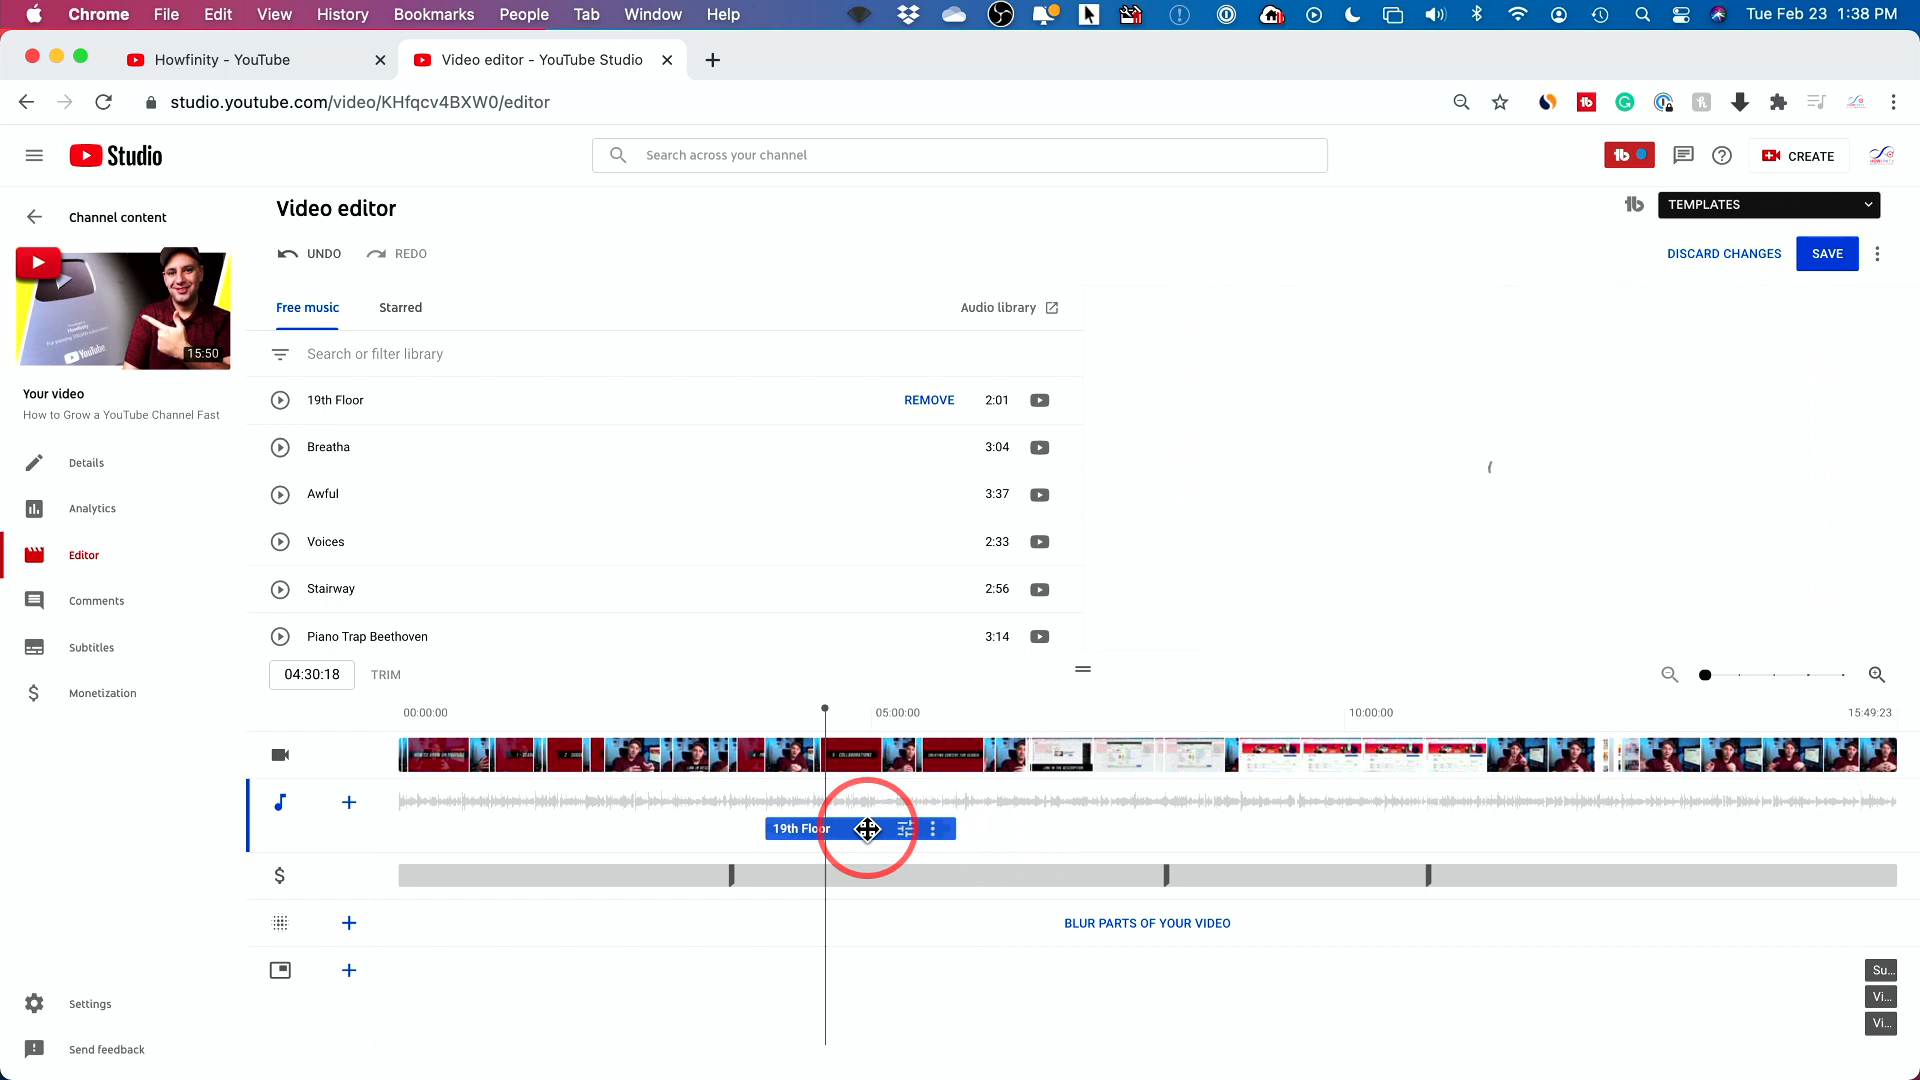 Chrome File Edit View History Bookmarks People Tab Window Help Tue Feb 23 1:38 PM
Howfinity - YouTube Video editor - YouTube Studio
studio.youtube.com/video/KHfqcv4BXW0/editor
Studio Search across your channel CREATE
Channel content
Video editor
TEMPLATES
UNDO REDO
DISCARD CHANGES SAVE
Free music Starred Audio library
Search or filter library
YouTube
15:50
Your video
How to Grow a YouTube Channel Fast
19th Floor REMOVE 2:01
Breatha 3:04
Awful 3:37
Voices 2:33
Stairway 2:56
Piano Trap Beethoven 3:14
Details
Analytics
Editor
Comments
Subtitles
Monetization
Settings
Send feedback
04:30:18 TRIM
00:00:00 05:00:00 10:00:00 15:49:23
19th Floor
BLUR PARTS OF YOUR VIDEO
Su...
Vi...
Vi...